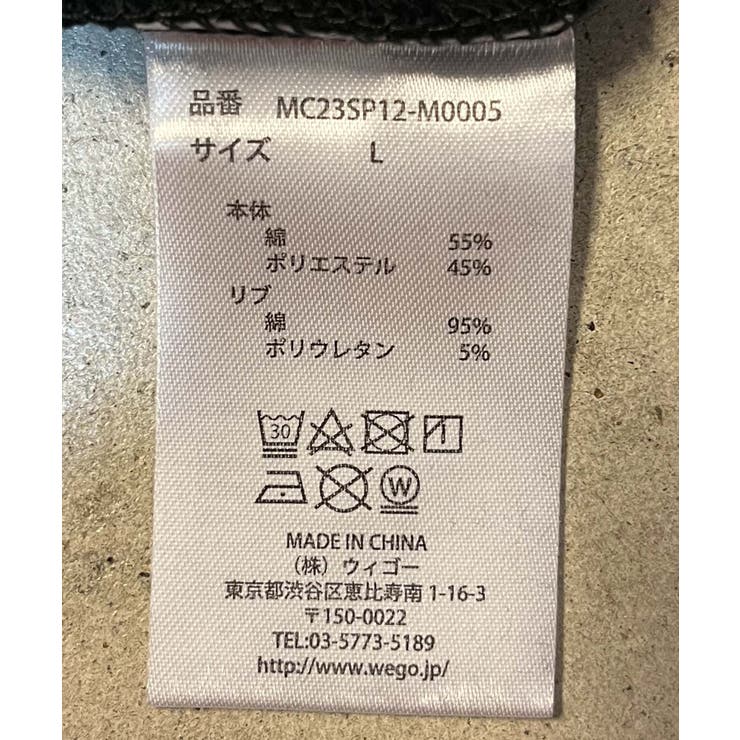 品番 MC23SP12-M0005
サイズ L
本体
綿 55%
ポリエステル 45%
リブ
綿 95%
ポリウレタン 5%
30
W
MADE IN CHINA
(株)ウィゴー
東京都渋谷区恵比寿南1-16-3
〒150-0022
TEL:03-5773-5189
http://www.wego.jp/